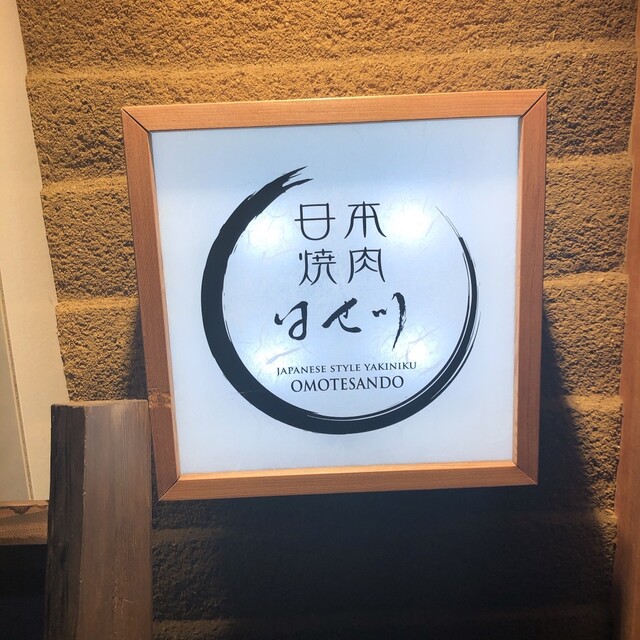 日本
焼肉
はせ川
JAPANESE STYLE YAKINIKU
OMOTESANDO